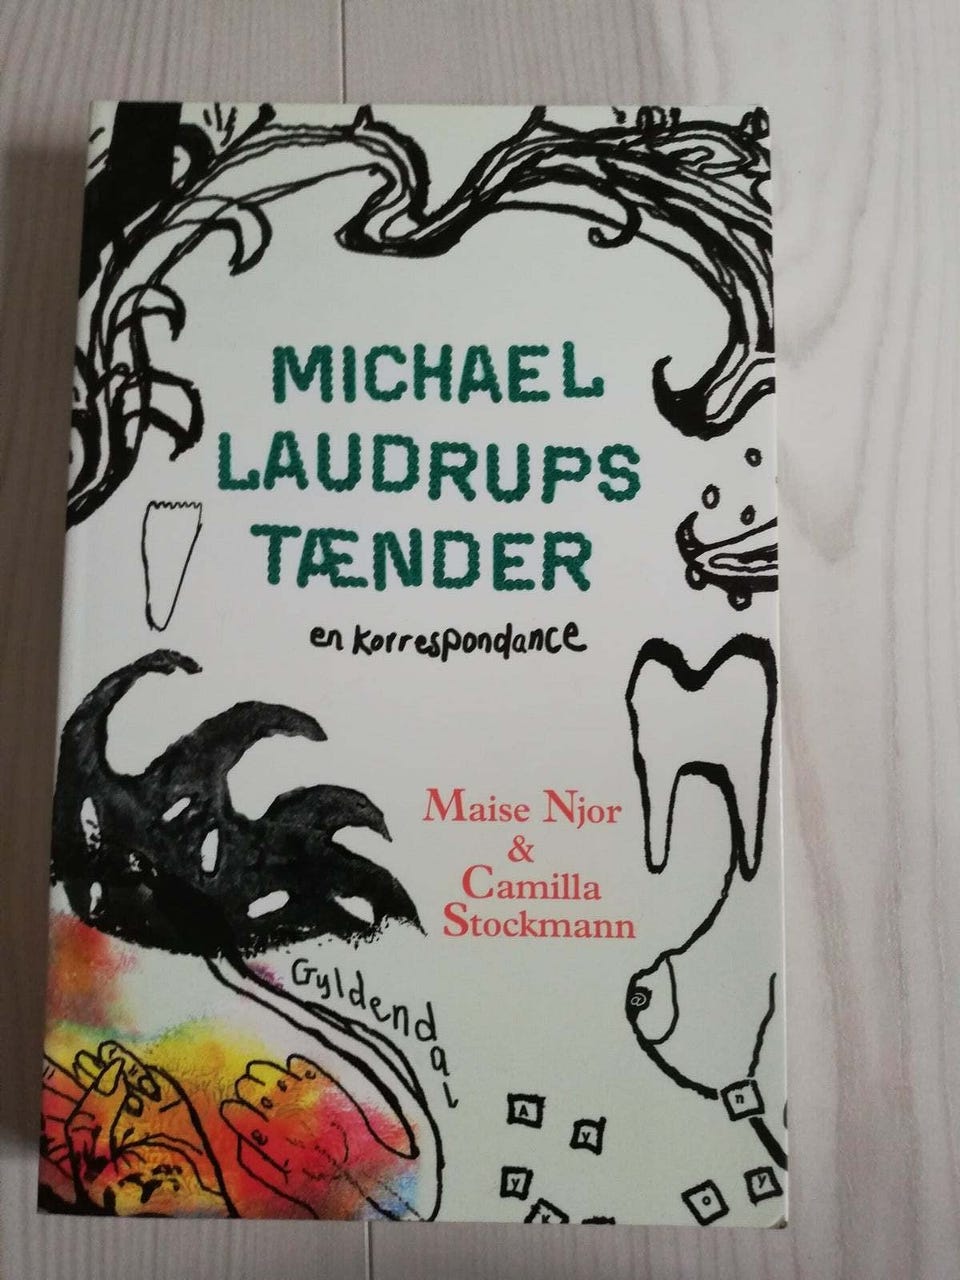 MICHAEL
LAUDRUPS
TÆNDER
en korrespondance
Maise Njor
&
Camilla
Stockmann
Gyldendal
@
n
A
y
y
o